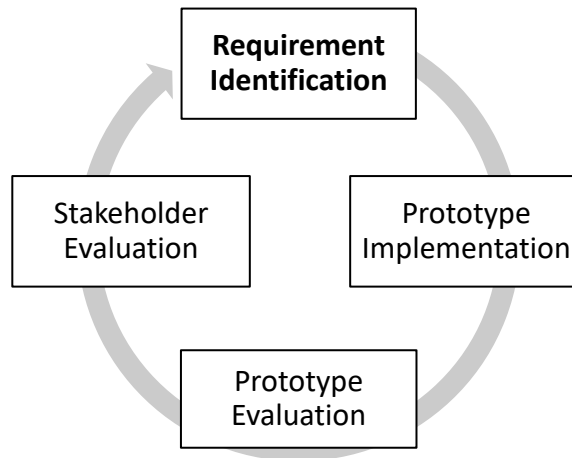 Requirement
Identification
Prototype
Implementation
Prototype
Evaluation
Stakeholder
Evaluation